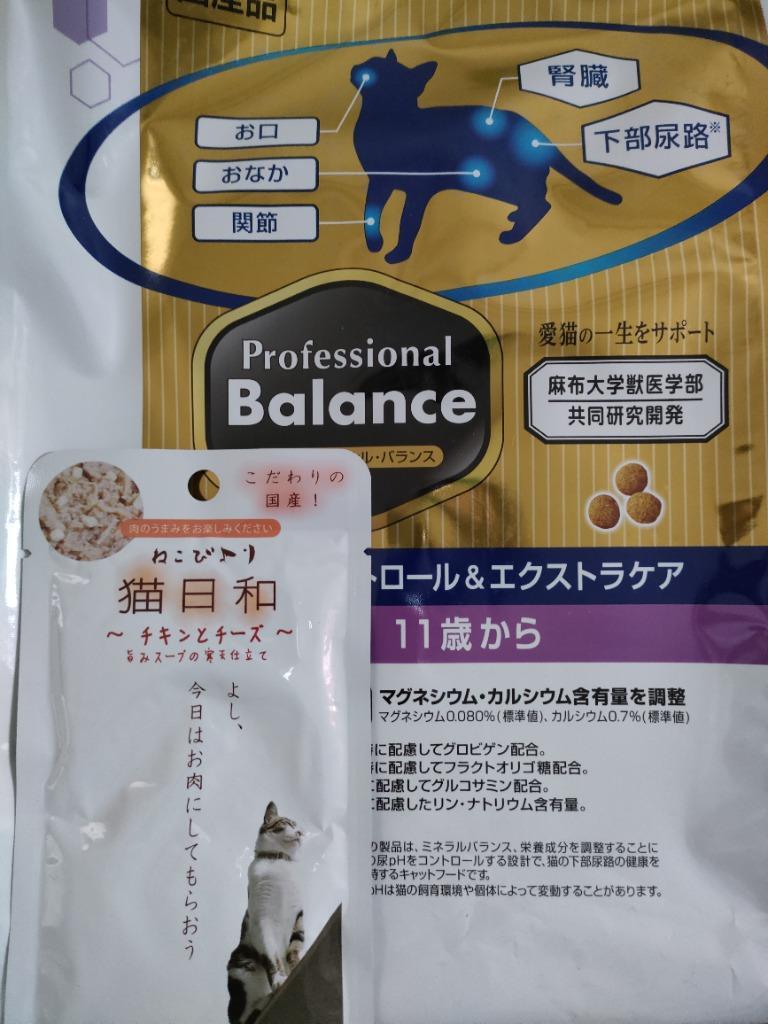 国産品
腎臓
お口
下部尿路※
おなか
関節
愛猫の一生をサポート
Professional
Balance
麻布大学獣医学部
共同研究開発
ル・バランス
トロール&エクストラケア
11歳から
マグネシウム・カルシウム含有量を調整
マグネシウム0.080%(標準値)、カルシウム0.7%(標準値)
に配慮してグロビゲン配合。
に配慮してフラクトオリゴ糖配合。
に配慮してグルコサミン配合。
に配慮したリン・ナトリウム含有量。
製品は、ミネラルバランス、栄養成分を調整することに
の尿pHをコントロールする設計で、猫の下部尿路の健康を
持するキャットフードです。
pHは猫の飼育環境や個体によって変動することがあります。
こだわりの
国産!
肉のうまみをお楽しみください
ねこびより
猫日和
〜 チキンとチーズ 〜
旨みスープの寒天仕立て
よし、
今日はお肉にしてもらおう